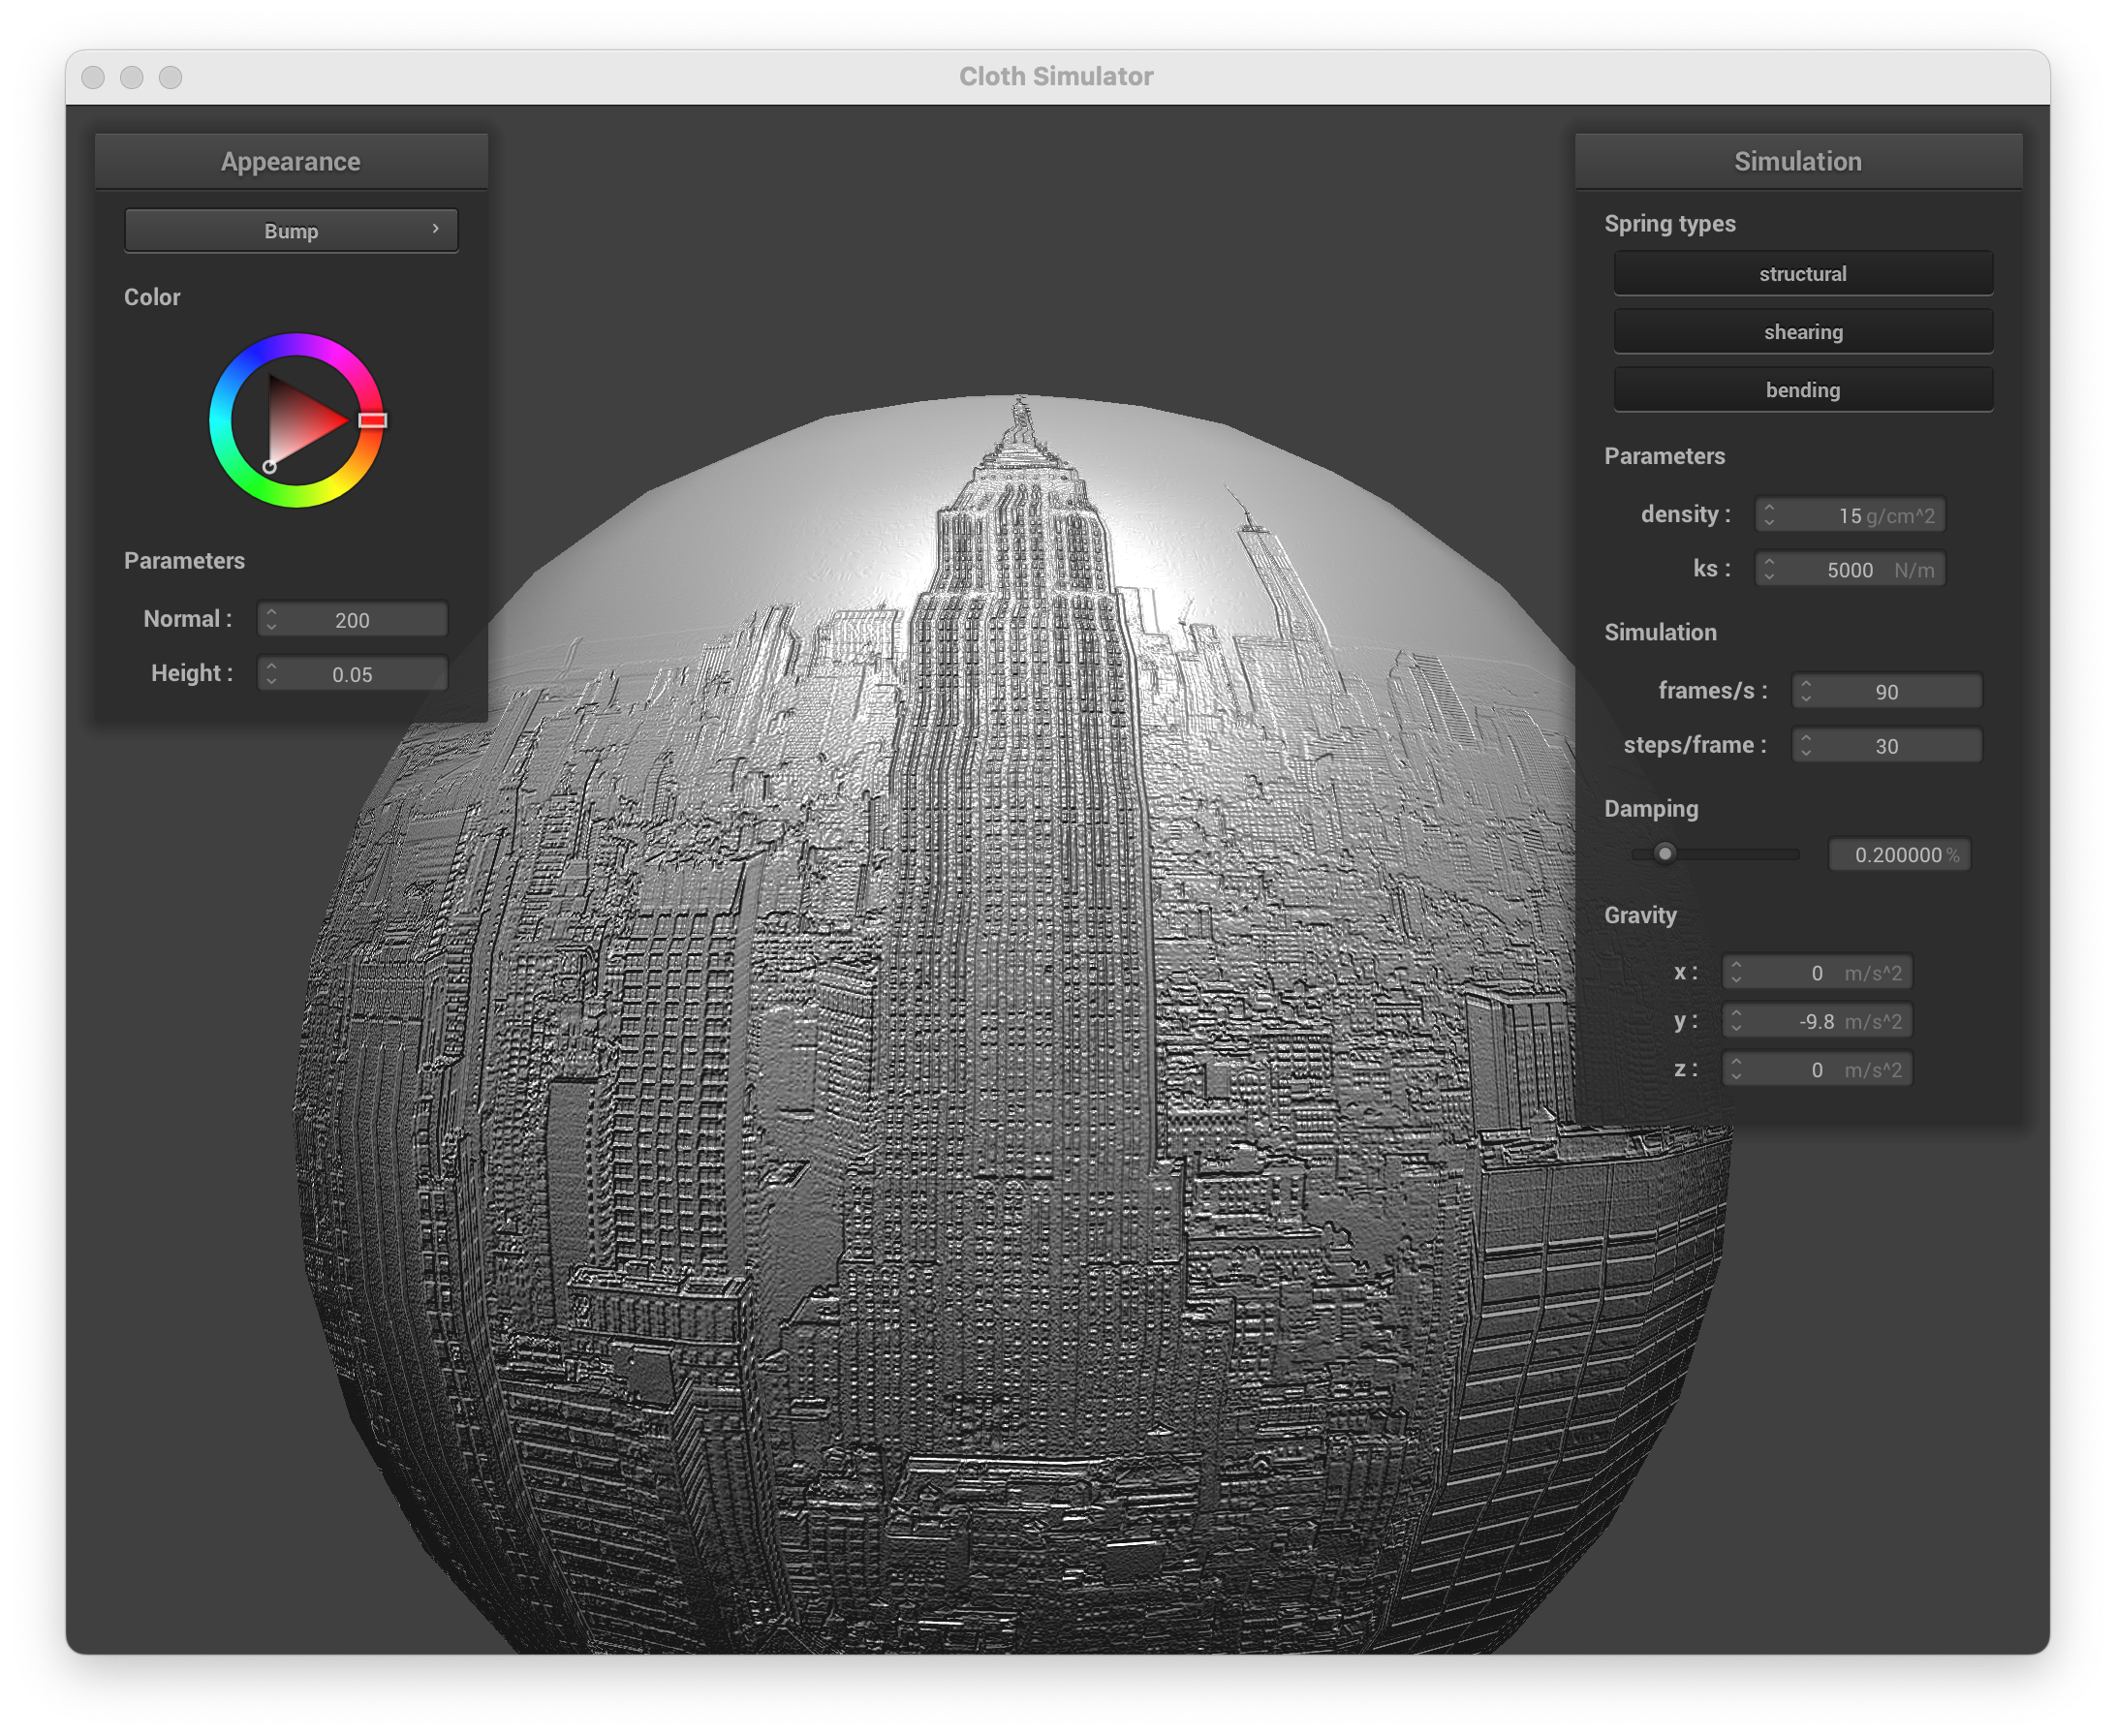 Cloth Simulator
Appearance
Bump
Color
Parameters
Normal : 200
Height : 0.05
Simulation
Spring types
structural
shearing
bending
Parameters
density : 15 g/cm^2
ks : 5000 N/m
Simulation
frames/s : 90
steps/frame : 30
Damping
0.200000 %
Gravity
x : 0 m/s^2
y : -9.8 m/s^2
z : 0 m/s^2